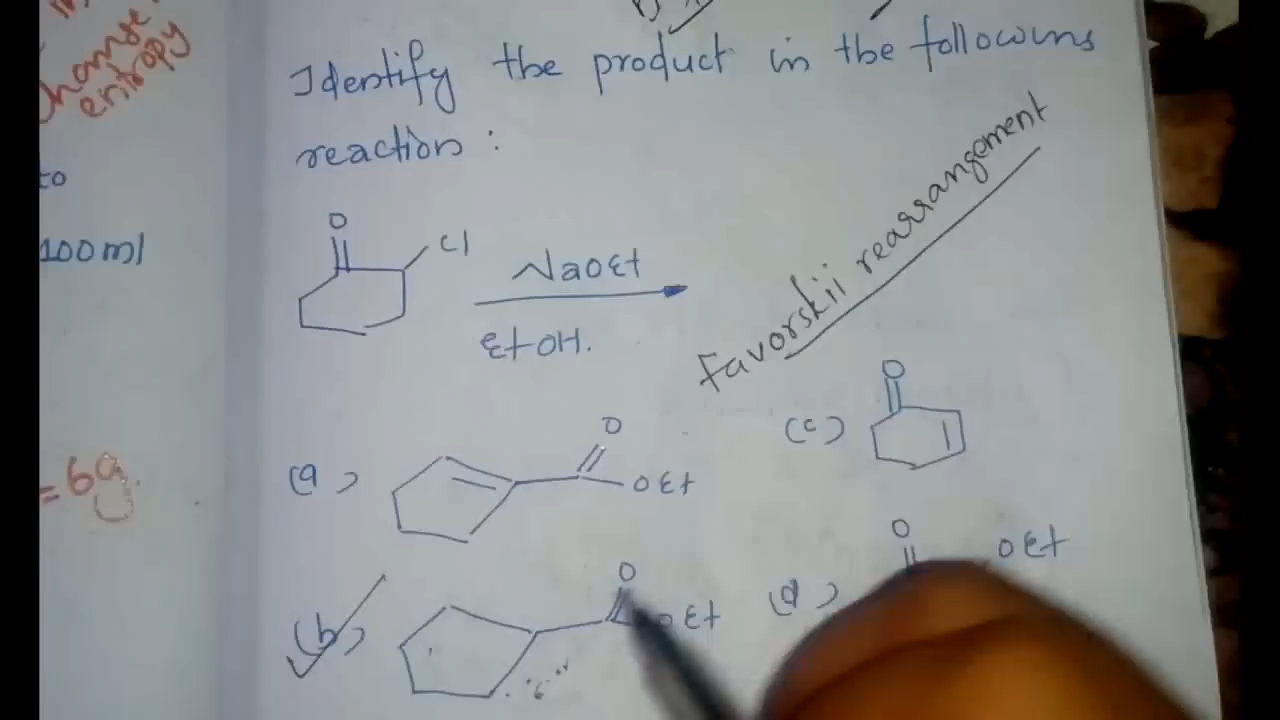 change
entropy
to
100ml
= 6g.
Identify the product in the following
reaction :
O
Cl
NaOEt
EtOH.
Favorskii rearrangement
(a)
O
OEt
(c)
O
(b)
O
OEt
(d)
O
OEt